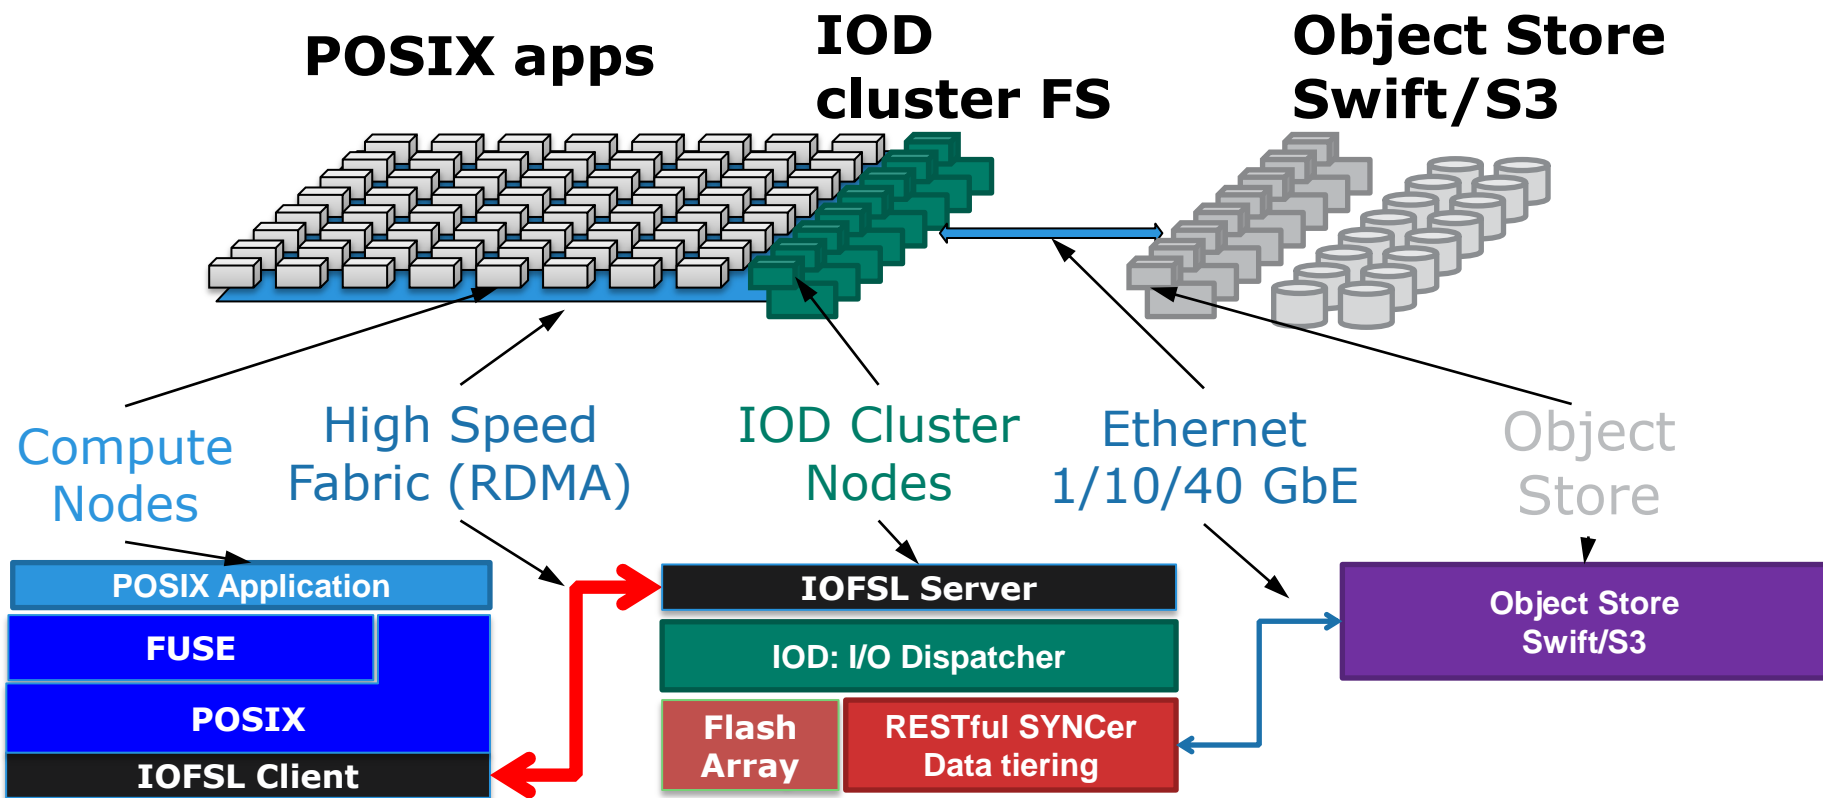 POSIX apps
IOD
cluster FS
Object Store
Swift/S3
Compute
Nodes
High Speed
Fabric (RDMA)
IOD Cluster
Nodes
Ethernet
1/10/40 GbE
Object
Store
POSIX Application
FUSE
POSIX
IOFSL Client
IOFSL Server
IOD: I/O Dispatcher
Flash
Array
RESTful SYNCer
Data tiering
Object Store
Swift/S3